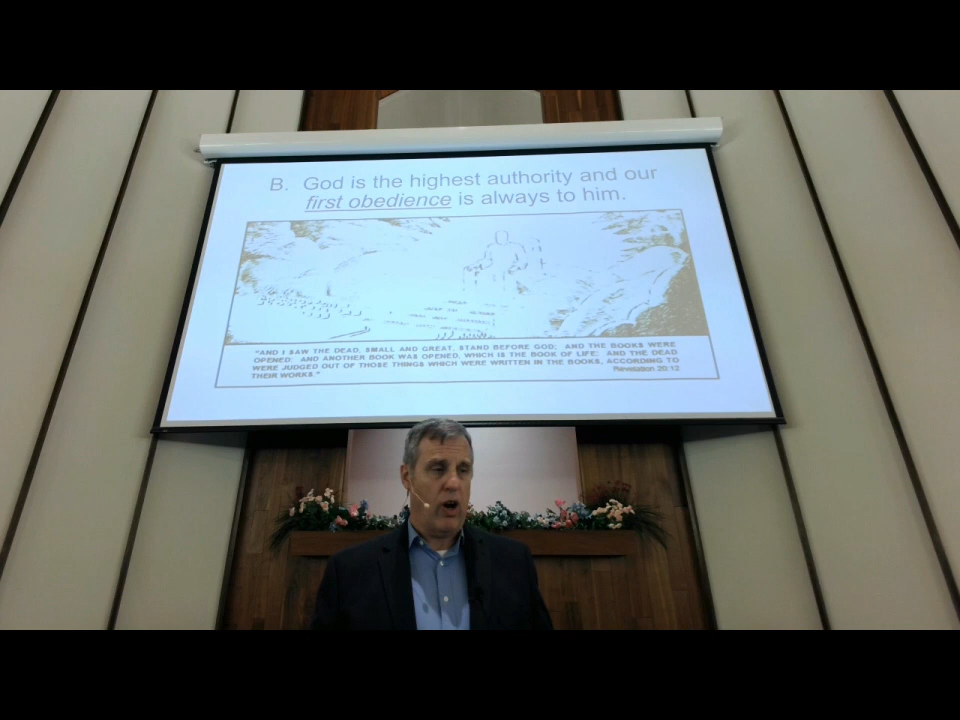 B. God is the highest authority and our
first obedience is always to him.
"AND I SAW THE DEAD, SMALL AND GREAT, STAND BEFORE GOD; AND THE BOOKS WERE
OPENED: AND ANOTHER BOOK WAS OPENED, WHICH IS THE BOOK OF LIFE: AND THE DEAD
WERE JUDGED OUT OF THOSE THINGS WHICH WERE WRITTEN IN THE BOOKS, ACCORDING TO
THEIR WORKS."
Revelation 20:12